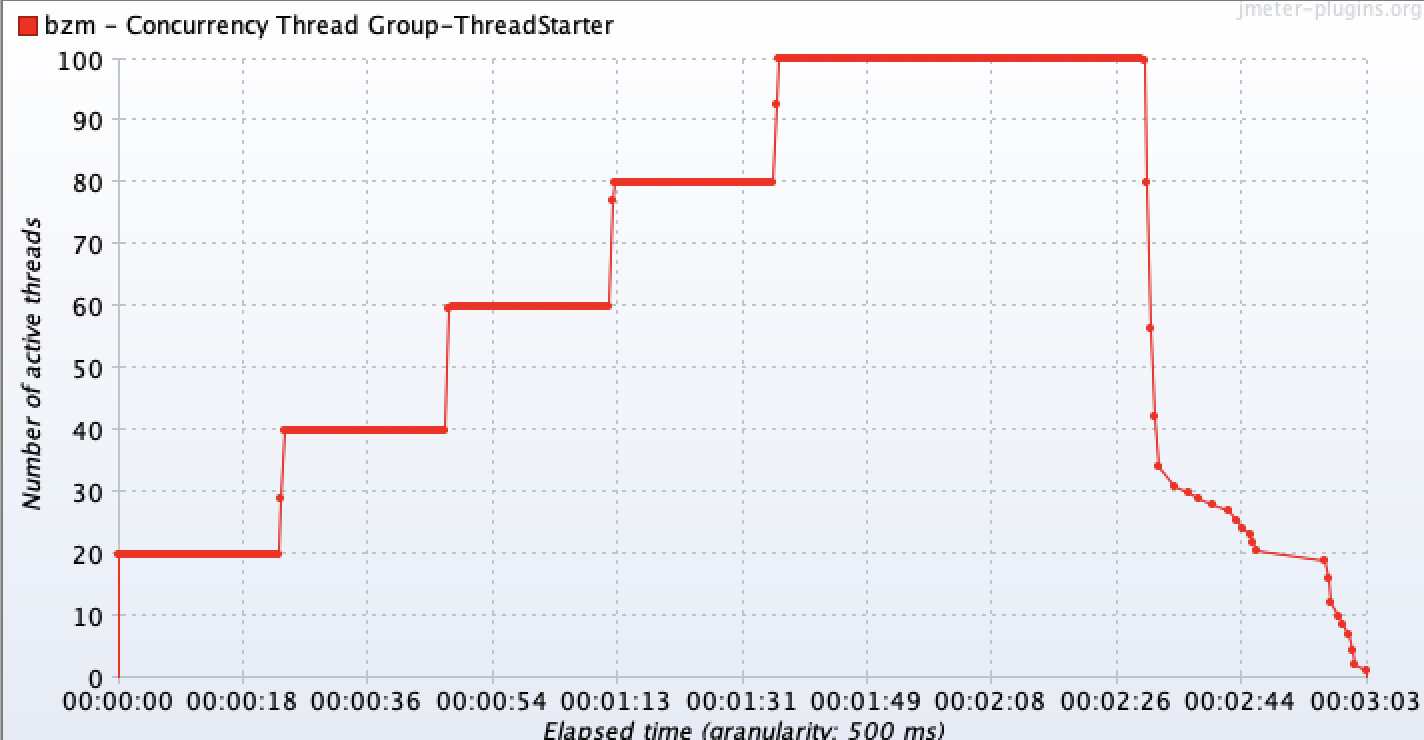 jmeter-plugins.org
bzm - Concurrency Thread Group-ThreadStarter
100
90
80
70
60
50
40
30
20
10
0
Number of active threads
00:00:00 00:00:18 00:00:36 00:00:54 00:01:13 00:01:31 00:01:49 00:02:08 00:02:26 00:02:44 00:03:03
Elapsed time (granularity: 500 ms)